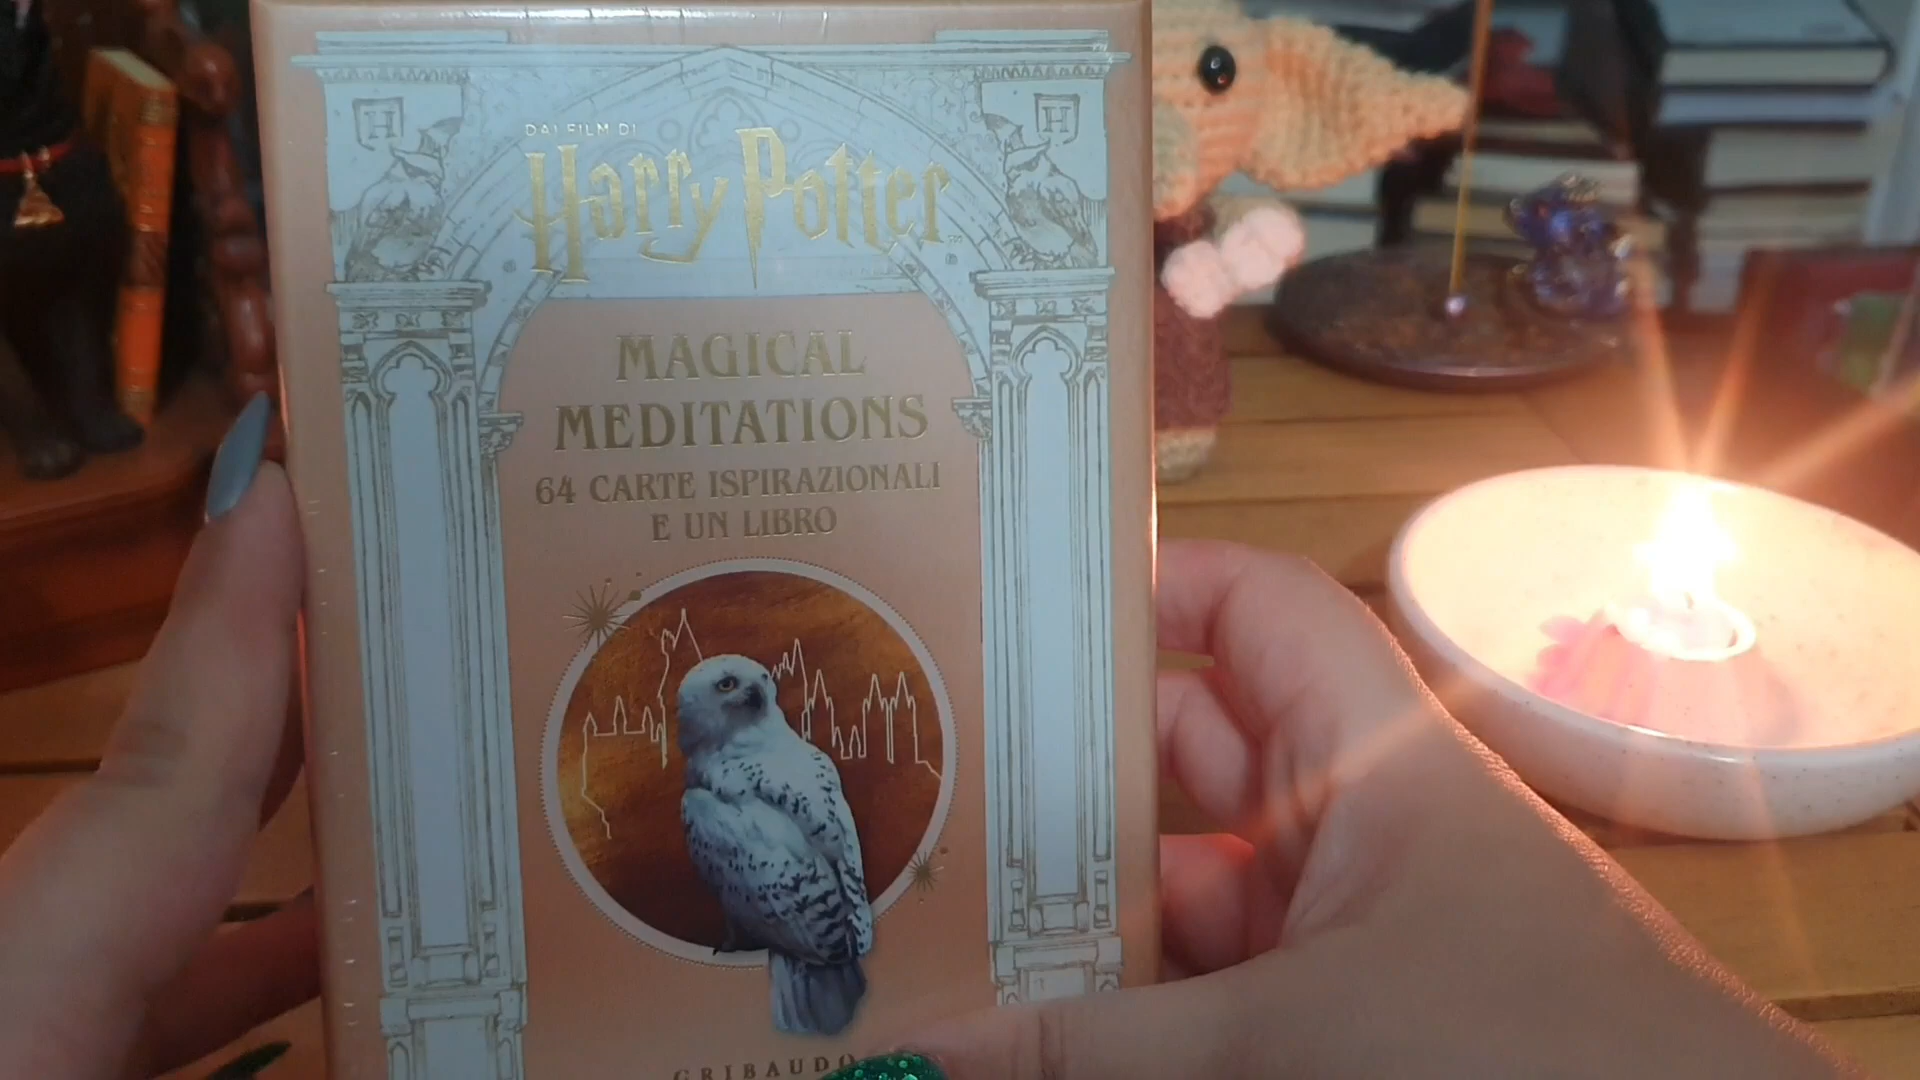 DAI FILM DI
Harry Potter
MAGICAL
MEDITATIONS
64 CARTE ISPIRAZIONALI
E UN LIBRO
GRIBAUDO
H
H